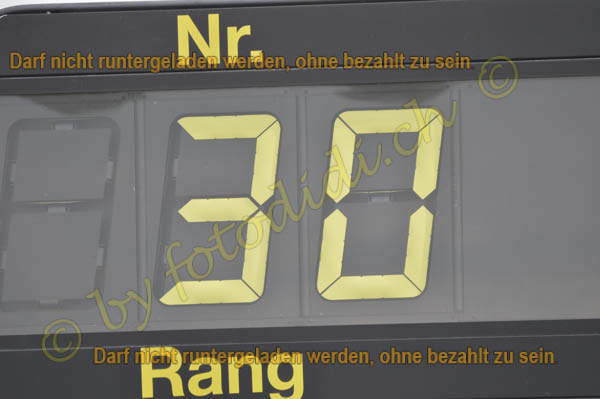 Nr.
Darf nicht runtergeladen werden, ohne bezahlt zu sein
30
© by fotodidi.ch ©
Darf nicht runtergeladen werden, ohne bezahlt zu sein
Rang